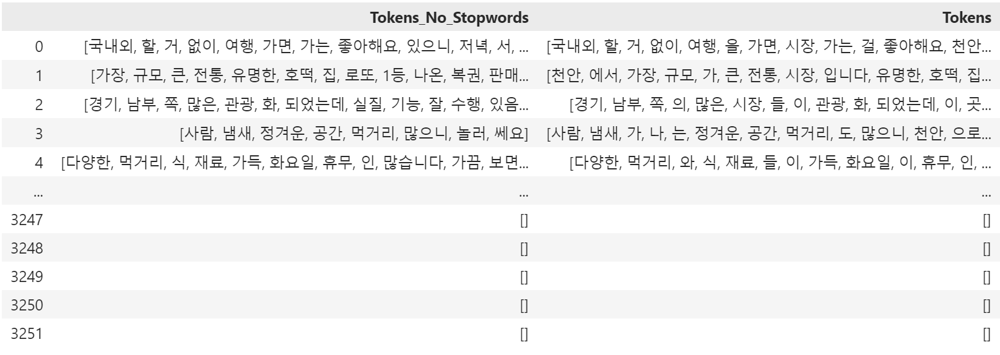 Tokens_No_Stopwords Tokens
0 [국내외, 할, 거, 없이, 여행, 가면, 가는, 좋아해요, 있으니, 저녁, 서, ... [국내외, 할, 거, 없이, 여행, 을, 가면, 시장, 가는, 걸, 좋아해요, 천안...
1 [가장, 규모, 큰, 전통, 유명한, 호떡, 집, 로또, 1등, 나온, 복권, 판매... [천안, 에서, 가장, 규모, 가, 큰, 전통, 시장, 입니다, 유명한, 호떡, 집...
2 [경기, 남부, 쪽, 많은, 관광, 화, 되었는데, 실질, 기능, 잘, 수행, 있음... [경기, 남부, 쪽, 의, 많은, 시장, 들, 이, 관광, 화, 되었는데, 이, 곳...
3 [사람, 냄새, 정겨운, 공간, 먹거리, 많으니, 놀러, 쎄요] [사람, 냄새, 가, 나, 는, 정겨운, 공간, 먹거리, 도, 많으니, 천안, 으로...
4 [다양한, 먹거리, 식, 재료, 가득, 화요일, 휴무, 인, 많습니다, 가끔, 보면... [다양한, 먹거리, 와, 식, 재료, 들, 이, 가득, 화요일, 이, 휴무, 인, ...
... ... ...
3247 [] []
3248 [] []
3249 [] []
3250 [] []
3251 [] []